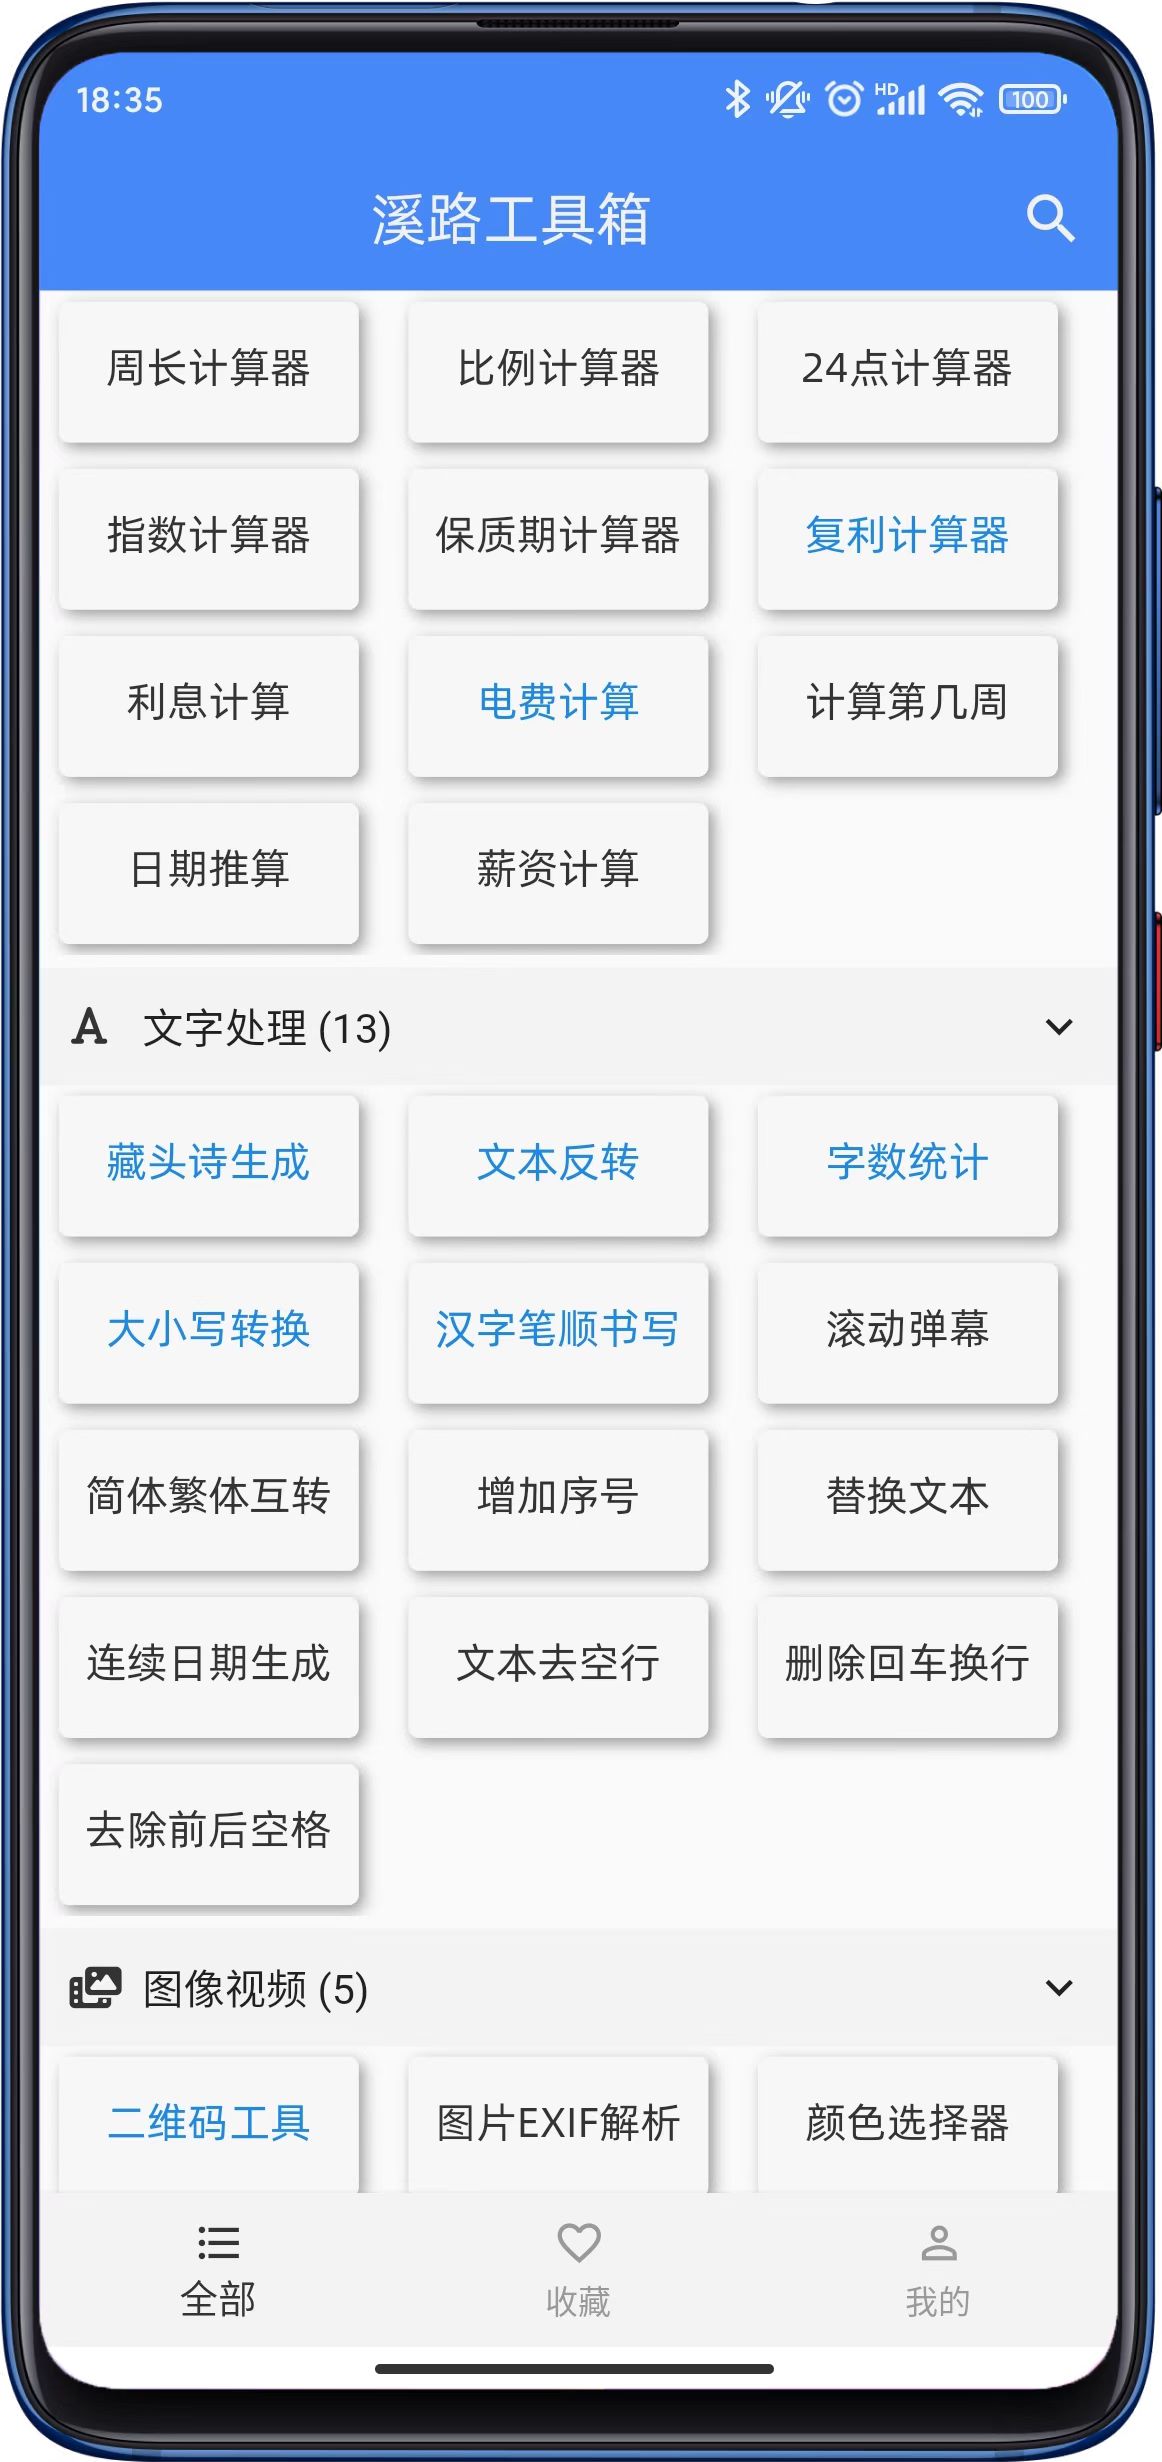 18:35 HD 100
溪路工具箱
周长计算器 比例计算器 24点计算器
指数计算器 保质期计算器 复利计算器
利息计算 电费计算 计算第几周
日期推算 薪资计算
A 文字处理 (13)
藏头诗生成 文本反转 字数统计
大小写转换 汉字笔顺书写 滚动弹幕
简体繁体互转 增加序号 替换文本
连续日期生成 文本去空行 删除回车换行
去除前后空格
图像视频 (5)
二维码工具 图片EXIF解析 颜色选择器
全部 收藏 我的